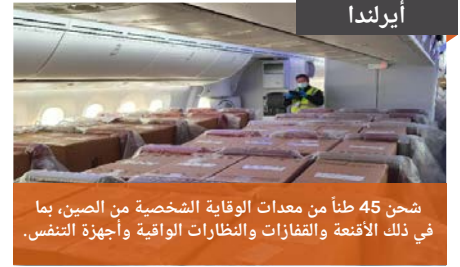 أيرلندا
شحن 45 طناً من معدات الوقاية الشخصية من الصين، بما
في ذلك الأقنعة والقفازات والنظارات الواقية وأجهزة التنفس.